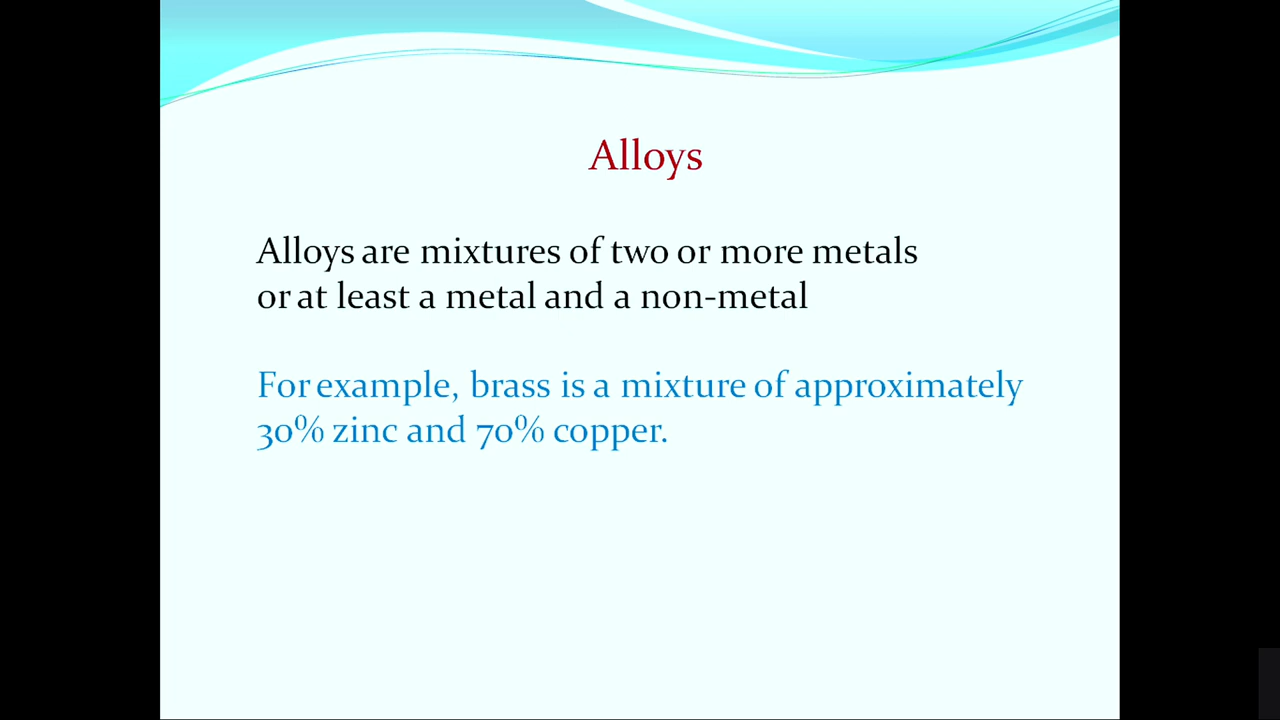 Alloys
Alloys are mixtures of two or more metals
or at least a metal and a non-metal
For example, brass is a mixture of approximately
30% zinc and 70% copper.